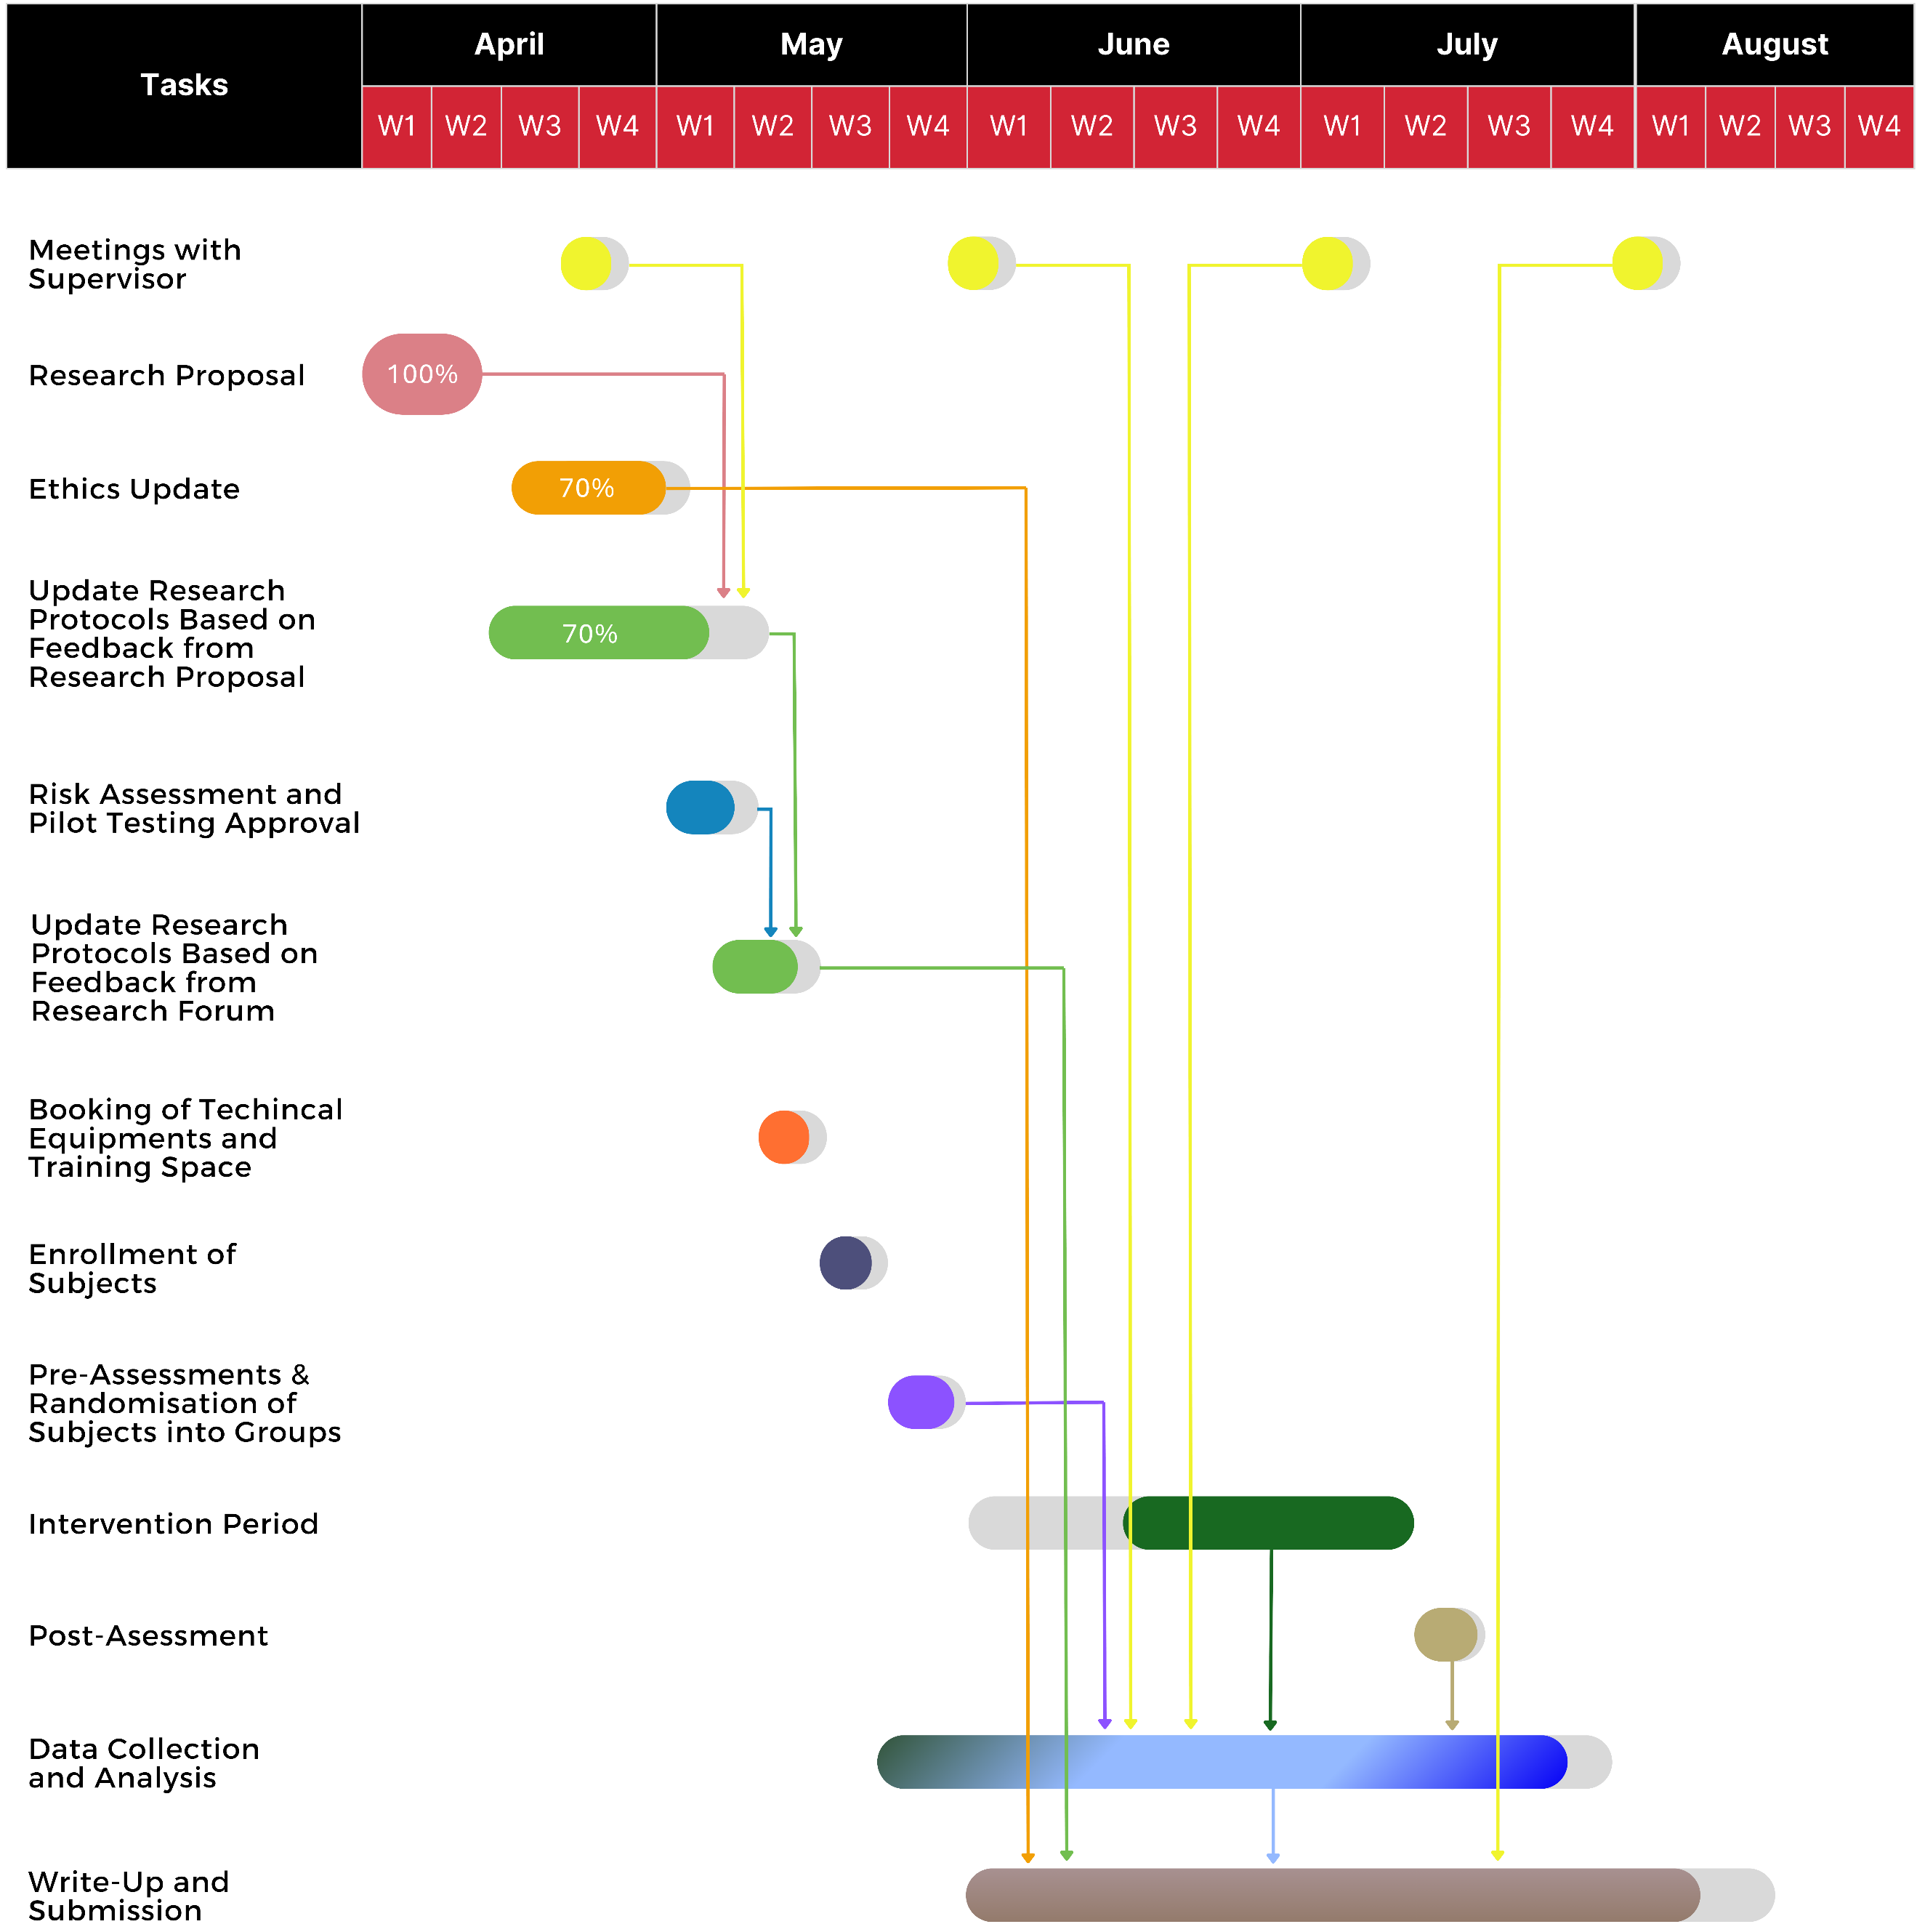 Tasks
April May June July August
W1 W2 W3 W4 W1 W2 W3 W4 W1 W2 W3 W4 W1 W2 W3 W4 W1 W2 W3 W4
Meetings with
Supervisor
Research Proposal
100%
Ethics Update
70%
Update Research
Protocols Based on
Feedback from
Research Proposal
70%
Risk Assessment and
Pilot Testing Approval
Update Research
Protocols Based on
Feedback from
Research Forum
Booking of Techincal
Equipments and
Training Space
Enrollment of
Subjects
Pre-Assessments &
Randomisation of
Subjects into Groups
Intervention Period
Post-Asessment
Data Collection
and Analysis
Write-Up and
Submission